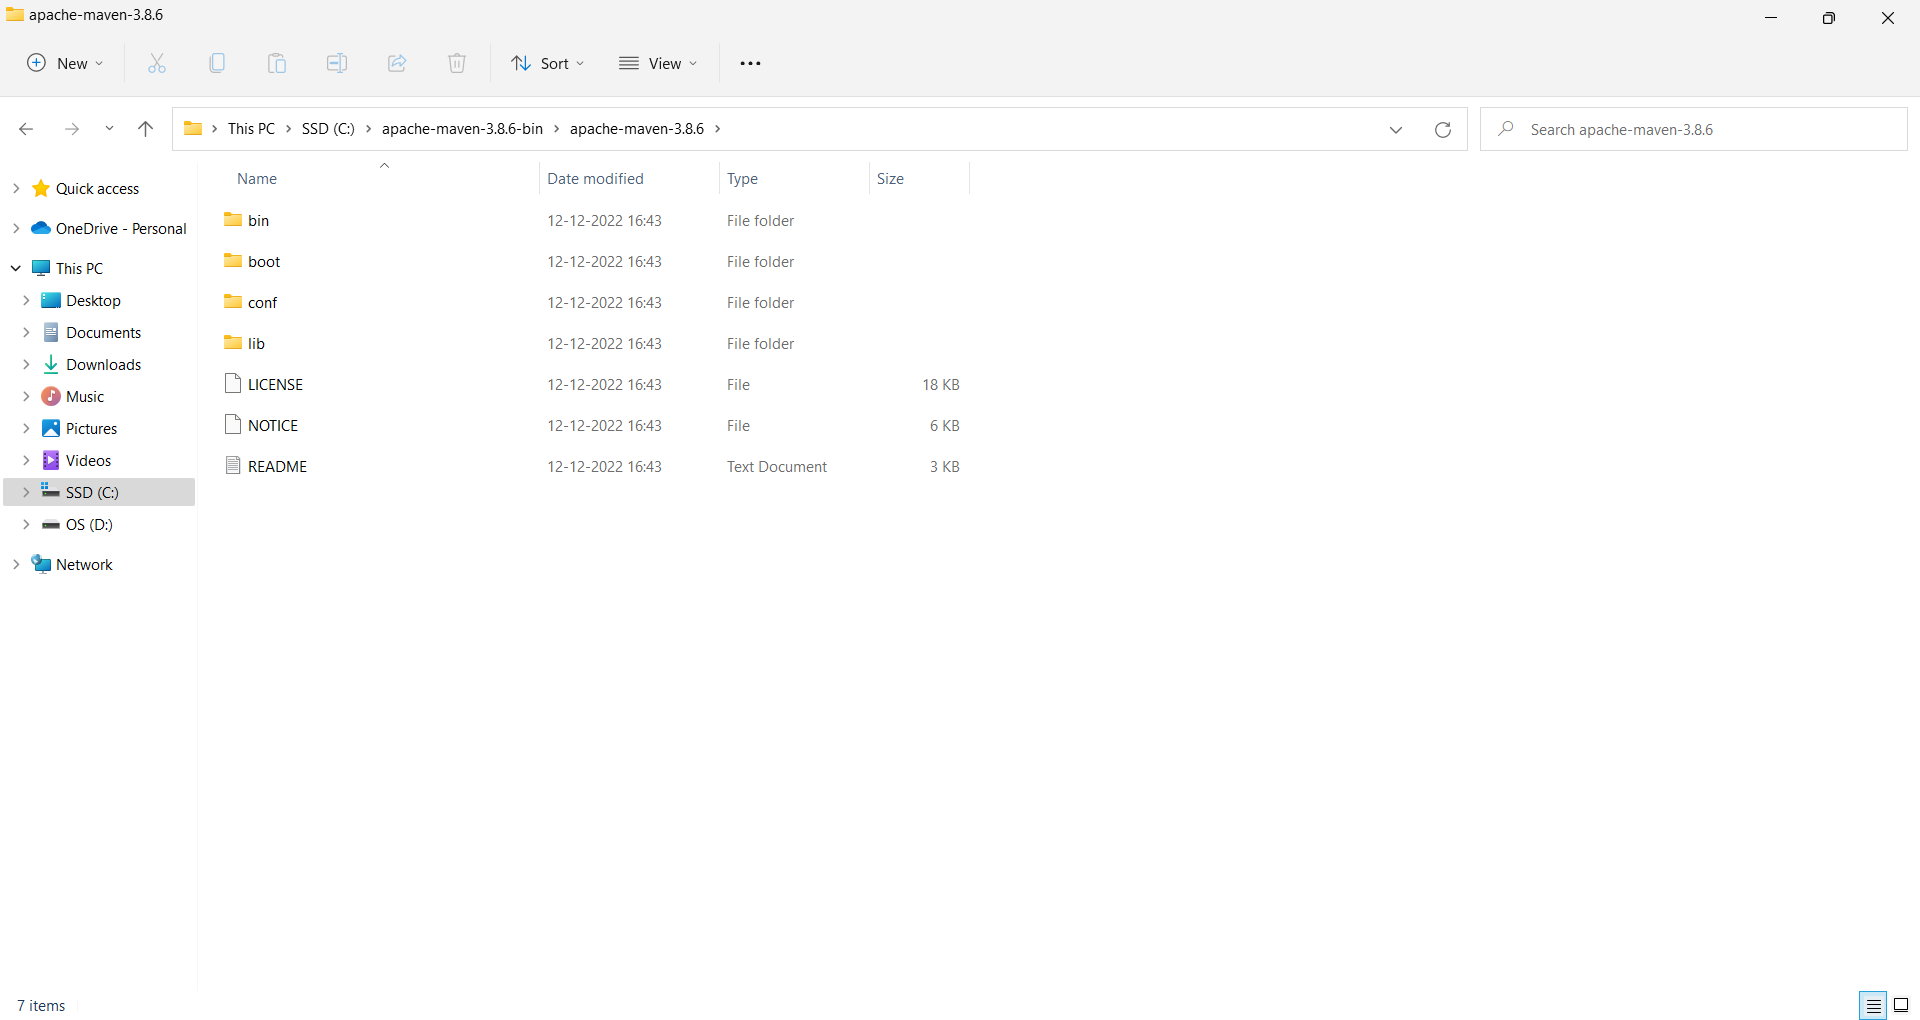 apache-maven-3.8.6
New Sort View
This PC SSD (C:) apache-maven-3.8.6-bin apache-maven-3.8.6
Search apache-maven-3.8.6
Quick access
OneDrive - Personal
This PC
Desktop
Documents
Downloads
Music
Pictures
Videos
SSD (C:)
OS (D:)
Network
Name Date modified Type Size
bin 12-12-2022 16:43 File folder
boot 12-12-2022 16:43 File folder
conf 12-12-2022 16:43 File folder
lib 12-12-2022 16:43 File folder
LICENSE 12-12-2022 16:43 File 18 KB
NOTICE 12-12-2022 16:43 File 6 KB
README 12-12-2022 16:43 Text Document 3 KB
7 items